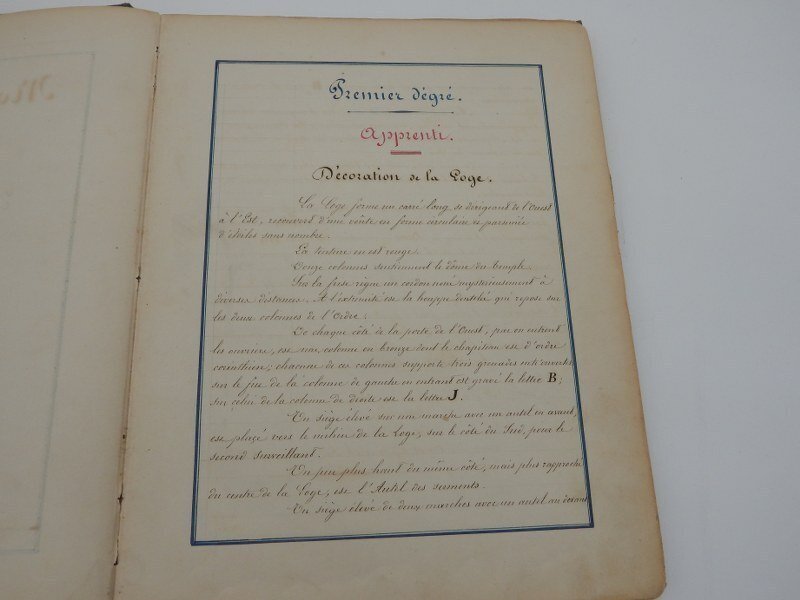 Premier dégré.
Apprenti.
Décoration de la Loge.
La Loge forme un carré long, se dirigeant de l'Ouest
à l'Est, recouvert d'une voûte en forme circulaire et parsemée
d'étoiles sans nombre.
La tenture en est rouge.
Douze colonnes soutiennent le dôme du temple.
Sur la frise règne un cordon noué mystérieusement à
diverses distances. A l'extrémité est la houppe dentelée qui repose sur
les deux colonnes de l'Ordre.
De chaque côté de la porte de l'Ouest, par où entrent
les ouvriers, est une colonne en bronze dont le chapiteau est d'ordre
corinthien; chacune de ces colonnes supporte trois grenades entr'ouvertes;
sur le fût de la colonne de gauche en entrant est gravé la lettre B;
sur celui de la colonne de droite est la lettre J.
Un siège élevé sur une marche avec un autel en avant,
est plaçé vers le milieu de la Loge, sur le côté du Sud, pour le
second surveillant.
Un peu plus haut du même côté, mais plus rapproché
du centre de la Loge, est l'Autel des serments.
Un siège élevé de deux marches avec un autel au devant